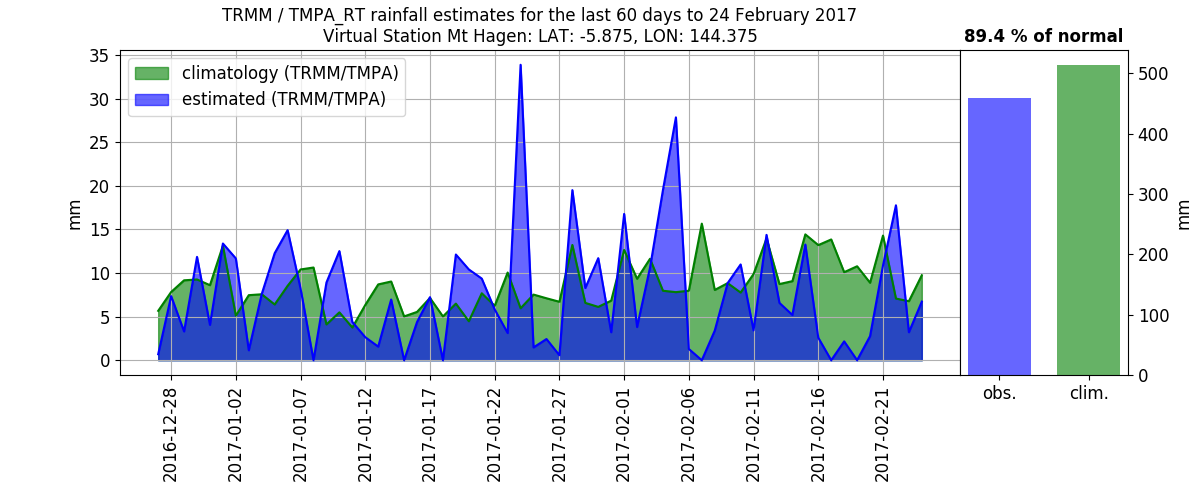 TRMM / TMPA_RT rainfall estimates for the last 60 days to 24 February 2017
Virtual Station Mt Hagen: LAT: -5.875, LON: 144.375
89.4 % of normal
climatology (TRMM/TMPA)
estimated (TRMM/TMPA)
35
30
25
20
15
10
5
0
mm
2016-12-28
2017-01-02
2017-01-07
2017-01-12
2017-01-17
2017-01-22
2017-01-27
2017-02-01
2017-02-06
2017-02-11
2017-02-16
2017-02-21
500
400
300
200
100
0
mm
obs.
clim.